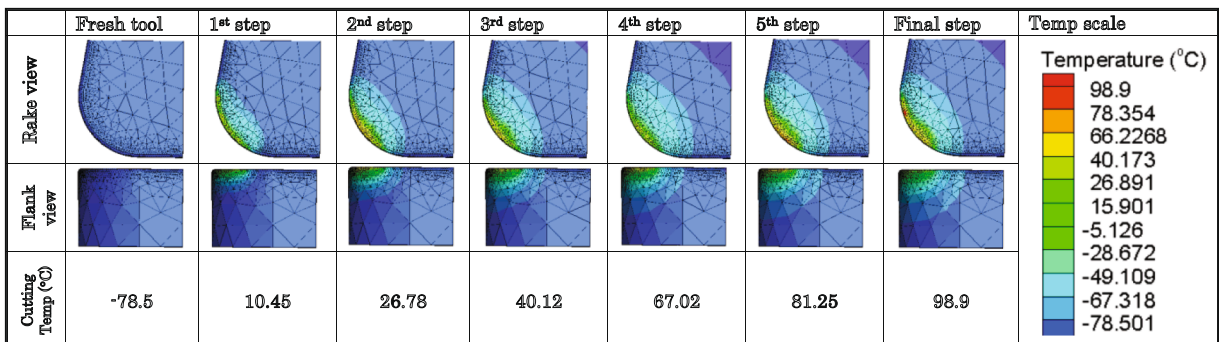 Fresh tool 1st step 2nd step 3rd step 4th step 5th step Final step Temp scale
Rake view
Temperature (°C)
98.9
78.354
66.2268
40.173
26.891
15.901
-5.126
-28.672
-49.109
-67.318
-78.501
Flank view
Cutting Temp (°C) -78.5 10.45 26.78 40.12 67.02 81.25 98.9